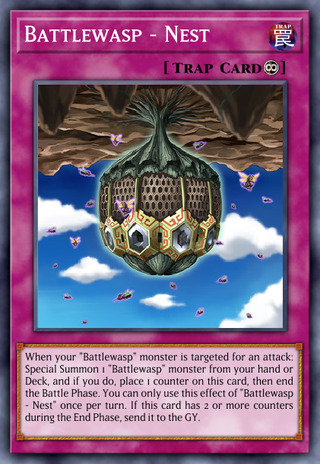 Battlewasp - Nest
TRAP
罠
[Trap Card]
When your "Battlewasp" monster is targeted for an attack:
Special Summon 1 "Battlewasp" monster from your hand or
Deck, and if you do, place 1 counter on this card, then end
the Battle Phase. You can only use this effect of "Battlewasp
- Nest" once per turn. If this card has 2 or more counters
during the End Phase, send it to the GY.